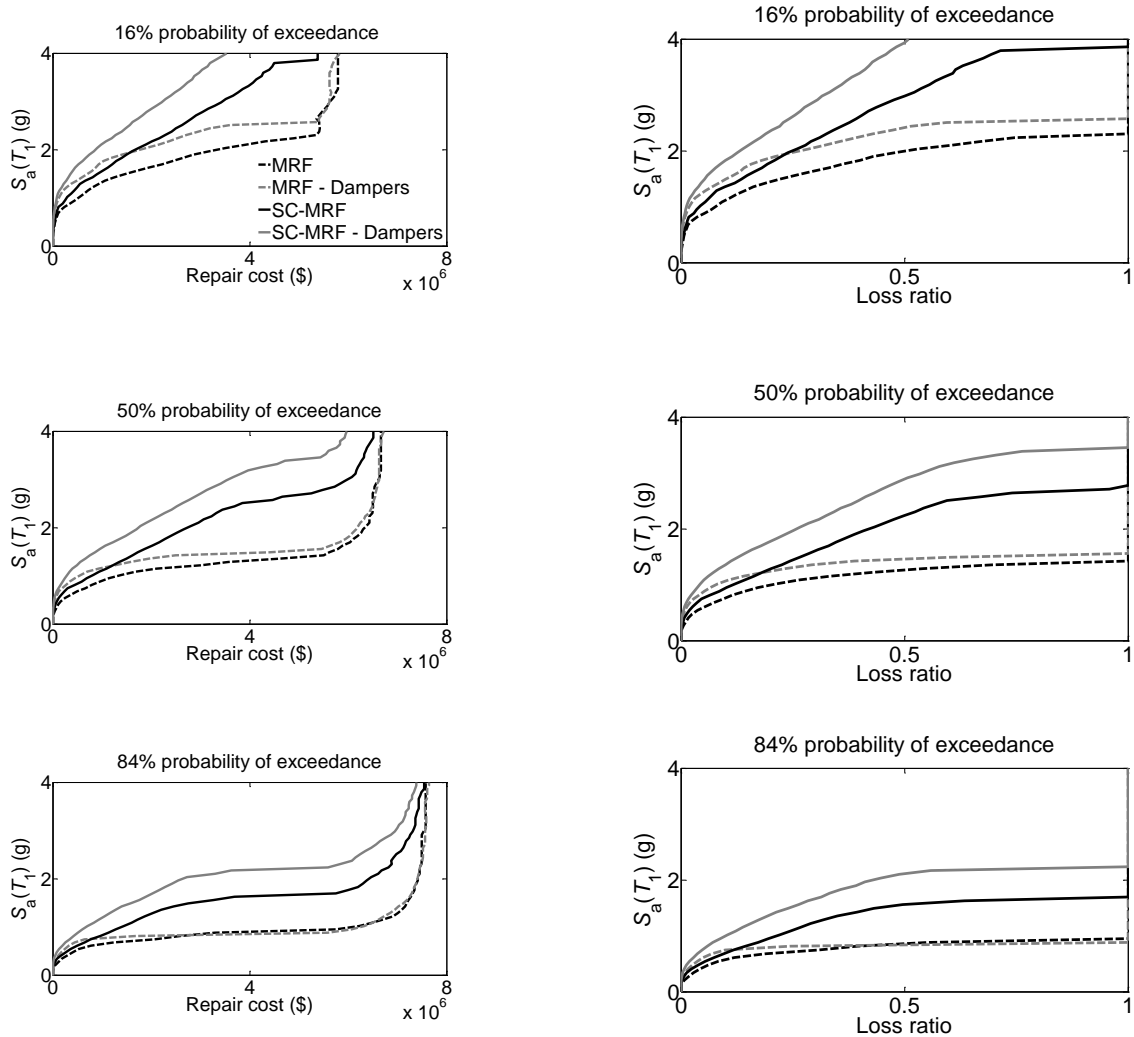 16% probability of exceedance
4
2
0
Sa(T1) (g)
MRF
MRF - Dampers
SC-MRF
SC-MRF - Dampers
0 4 8
Repair cost ($)
x 10^6
16% probability of exceedance
4
2
0
Sa(T1) (g)
0 0.5 1
Loss ratio
50% probability of exceedance
4
2
0
Sa(T1) (g)
0 4 8
Repair cost ($)
x 10^6
50% probability of exceedance
4
2
0
Sa(T1) (g)
0 0.5 1
Loss ratio
84% probability of exceedance
4
2
0
Sa(T1) (g)
0 4 8
Repair cost ($)
x 10^6
84% probability of exceedance
4
2
0
Sa(T1) (g)
0 0.5 1
Loss ratio